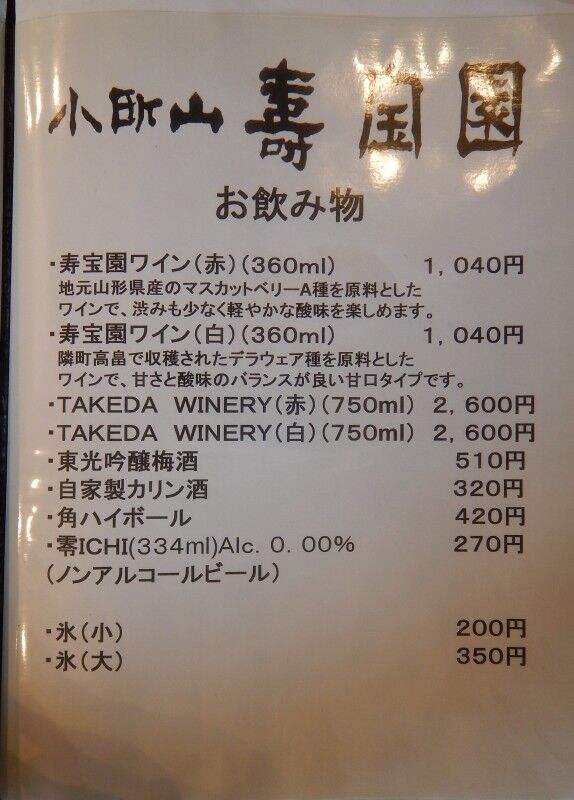 小町山 寿宝園
お飲み物
・寿宝園ワイン(赤)(360ml) 1,040円
地元山形県産のマスカットベリーA種を原料とした
ワインで、渋みも少なく軽やかな酸味を楽しめます。
・寿宝園ワイン(白)(360ml) 1,040円
隣町高畠で収穫されたデラウェア種を原料とした
ワインで、甘さと酸味のバランスが良い甘口タイプです。
・TAKEDA WINERY(赤)(750ml) 2,600円
・TAKEDA WINERY(白)(750ml) 2,600円
・東光吟醸梅酒 510円
・自家製カリン酒 320円
・角ハイボール 420円
・零ICHI(334ml)Alc. 0. 00% 270円
(ノンアルコールビール)
・氷(小) 200円
・氷(大) 350円